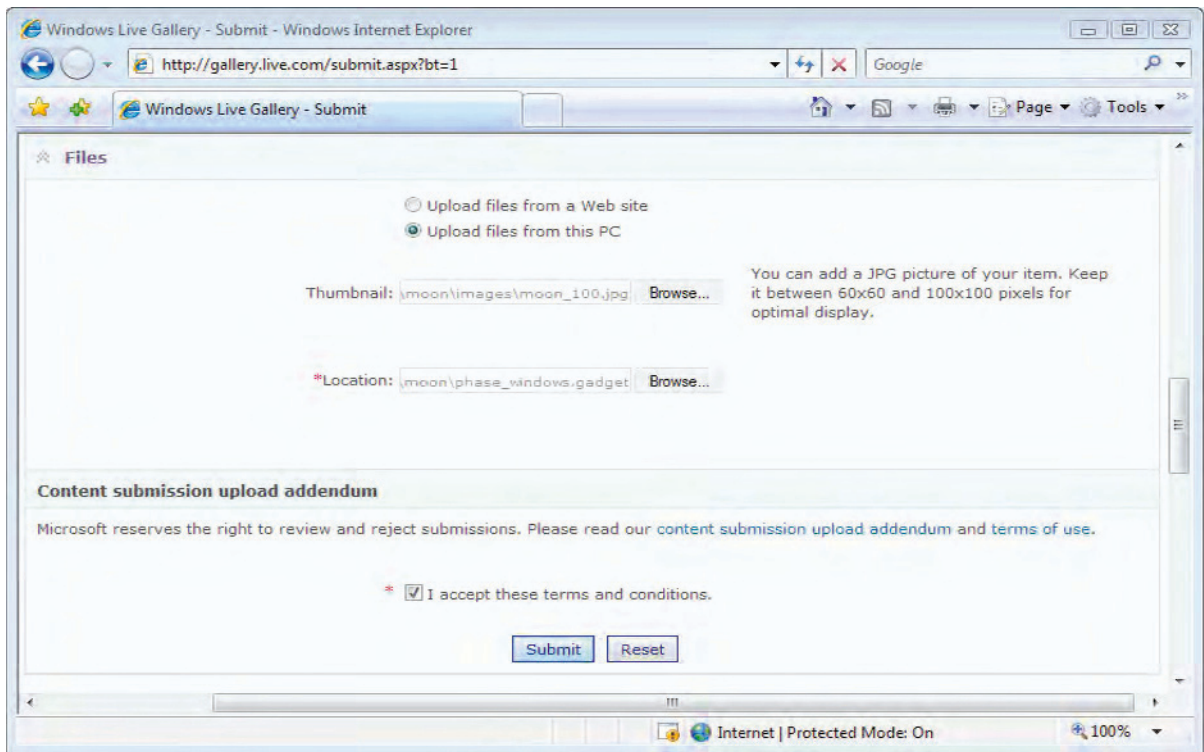 Windows Live Gallery - Submit - Windows Internet Explorer
http://gallery.live.com/submit.aspx?bt=1
Google
Windows Live Gallery - Submit
Page
Tools
Files
Upload files from a Web site
Upload files from this PC
Thumbnail: \moon\images\moon_100.jpg Browse...
You can add a JPG picture of your item. Keep
it between 60x60 and 100x100 pixels for
optimal display.
*Location: \moon\phase_windows.gadget Browse...
Content submission upload addendum
Microsoft reserves the right to review and reject submissions. Please read our content submission upload addendum and terms of use.
* I accept these terms and conditions.
Submit Reset
Internet | Protected Mode: On
100%